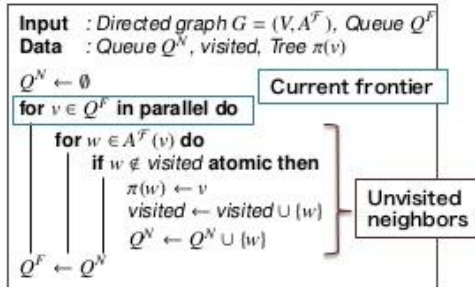 Input : Directed graph G = (V, A^F), Queue Q^F
Data : Queue Q^N, visited, Tree π(v)
Q^N ← ∅
Current frontier
for v ∈ Q^F in parallel do
for w ∈ A^F(v) do
if w ∉ visited atomic then
π(w) ← v
visited ← visited ∪ {w}
Q^N ← Q^N ∪ {w}
Unvisited
neighbors
Q^F ← Q^N